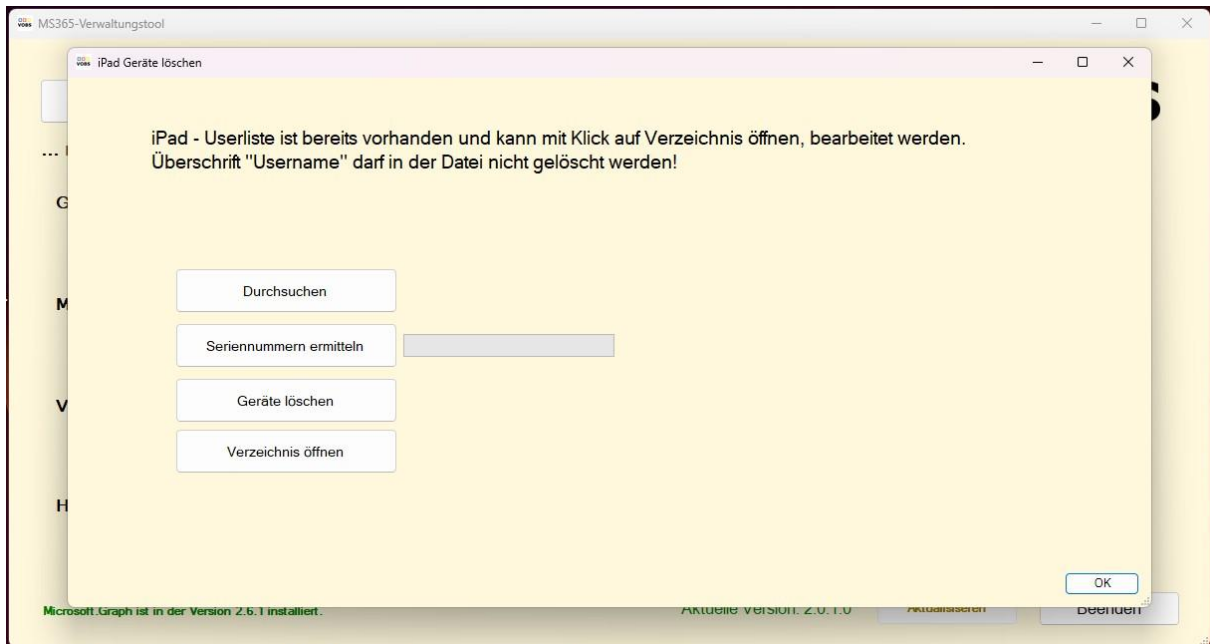 VOBS MS365-Verwaltungstool
VOBS iPad Geräte löschen
...
iPad - Userliste ist bereits vorhanden und kann mit Klick auf Verzeichnis öffnen, bearbeitet werden.
Überschrift "Username" darf in der Datei nicht gelöscht werden!
G
Durchsuchen
M
Seriennummern ermitteln
Geräte löschen
V
Verzeichnis öffnen
H
OK
Microsoft.Graph ist in der Version 2.6.1 installiert.
Aktuelle Version: 2.0.1.0
Aktualisieren
Beenden